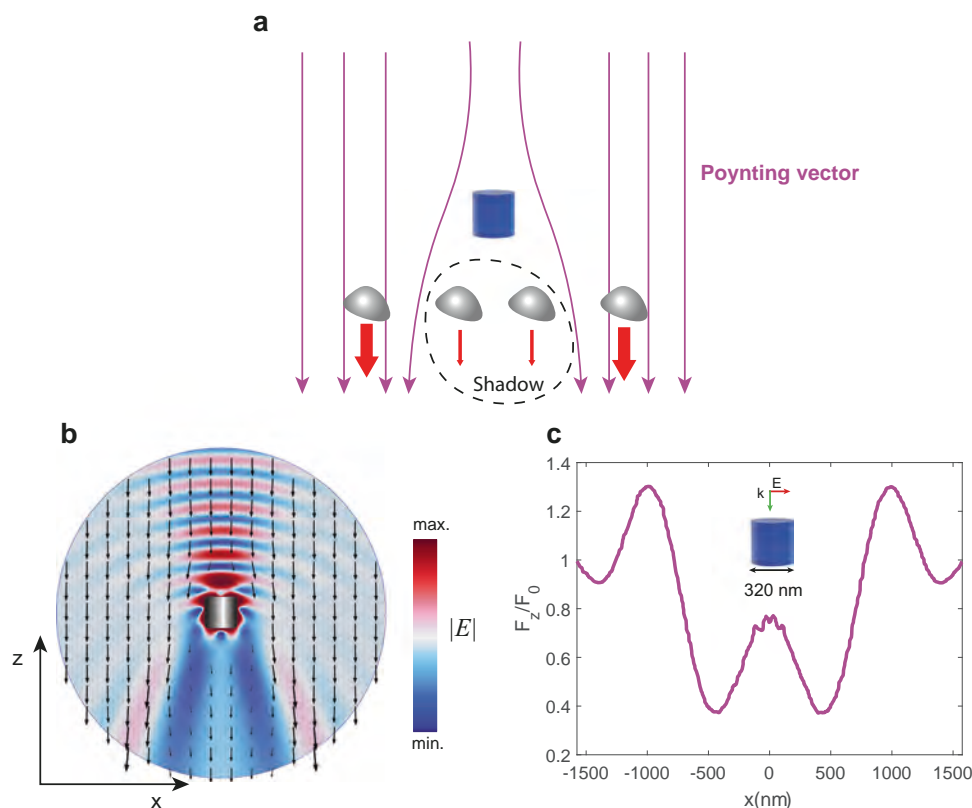 a
Poynting vector
Shadow
b
z
x
max.
|E|
min.
c
1.4
1.2
1
0.8
0.6
0.4
0.2
F_z/F_0
E
k
320 nm
-1500 -1000 -500 0 500 1000 1500
x(nm)